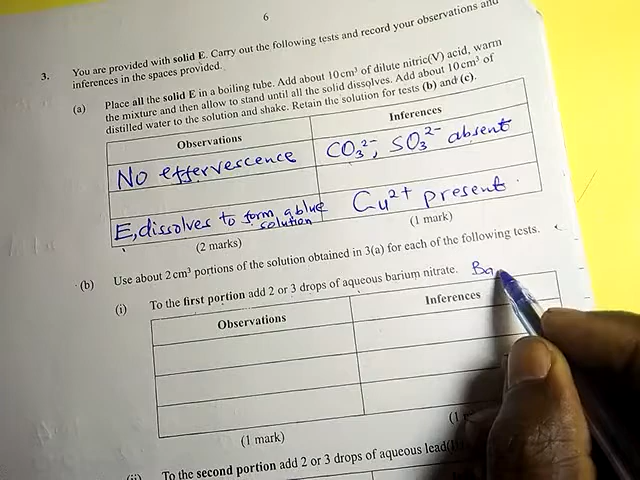 6
3. You are provided with solid E. Carry out the following tests and record your observations and
inferences in the spaces provided.
(a) Place all the solid E in a boiling tube. Add about 10 cm³ of dilute nitric(V) acid, warm
the mixture and then allow to stand until all the solid dissolves. Add about 10 cm³ of
distilled water to the solution and shake. Retain the solution for tests (b) and (c).
Observations Inferences
No effervescence CO₃²⁻, SO₃²⁻ absent
E, dissolves to form a blue solution Cu²⁺ present.
(2 marks) (1 mark)
(b) Use about 2 cm³ portions of the solution obtained in 3(a) for each of the following tests.
(i) To the first portion add 2 or 3 drops of aqueous barium nitrate. Ba
Observations Inferences
(1 mark) (1
(ii) To the second portion add 2 or 3 drops of aqueous